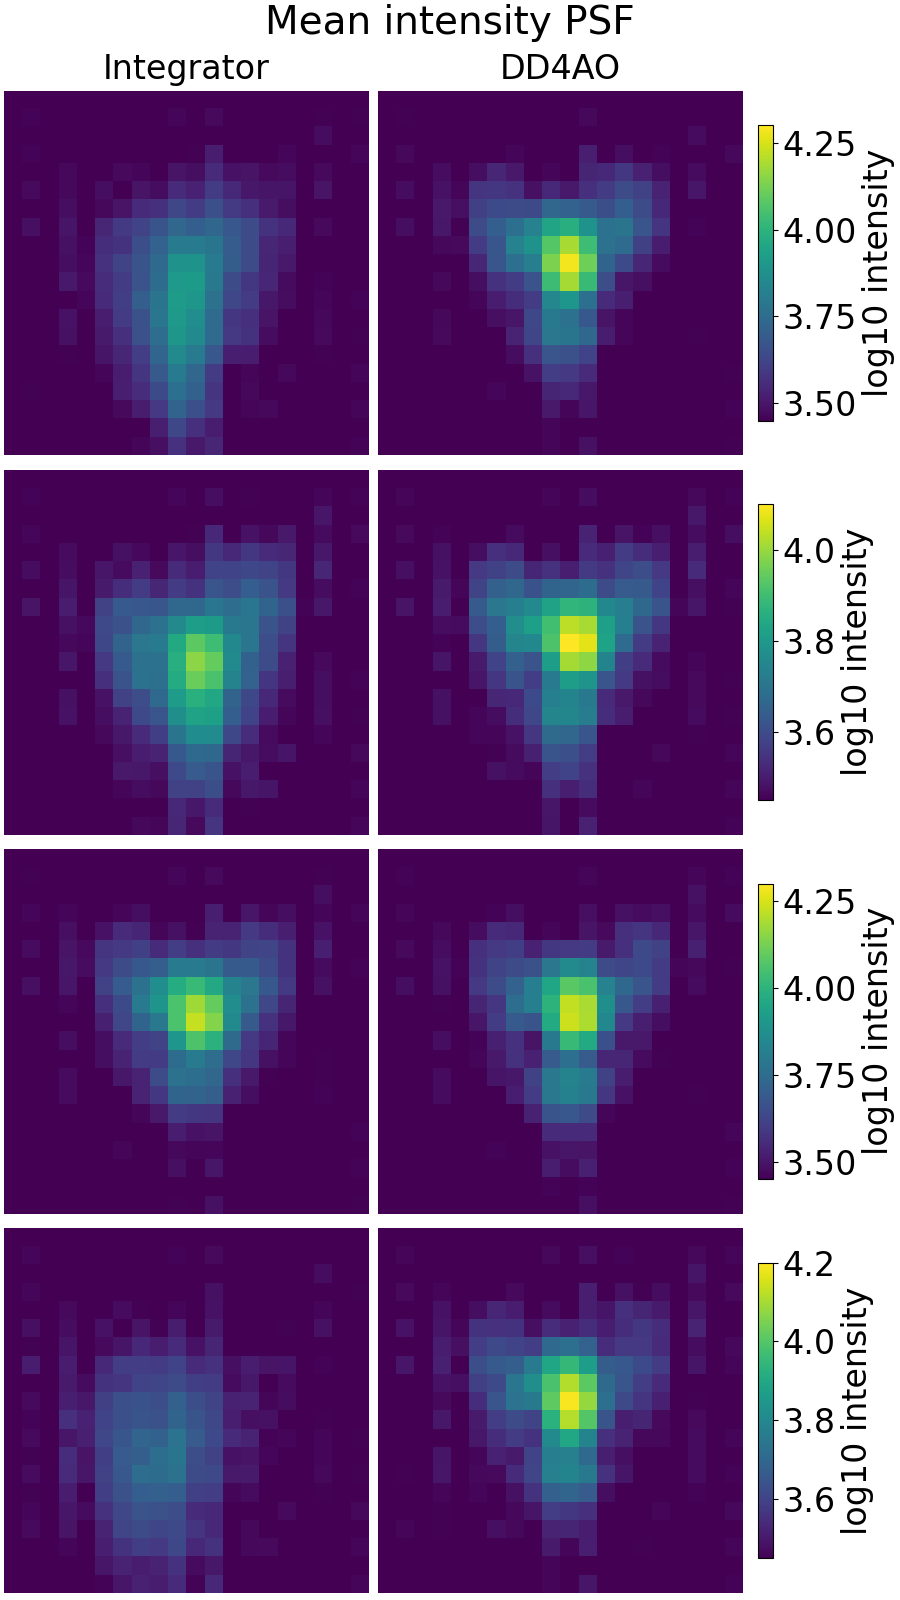 Mean intensity PSF
Integrator
DD4AO
4.25
4.00
3.75
3.50
log10 intensity
4.0
3.8
3.6
log10 intensity
4.25
4.00
3.75
3.50
log10 intensity
4.2
4.0
3.8
3.6
log10 intensity